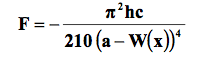 F = − π²hc / 210 (a − W(x))⁴